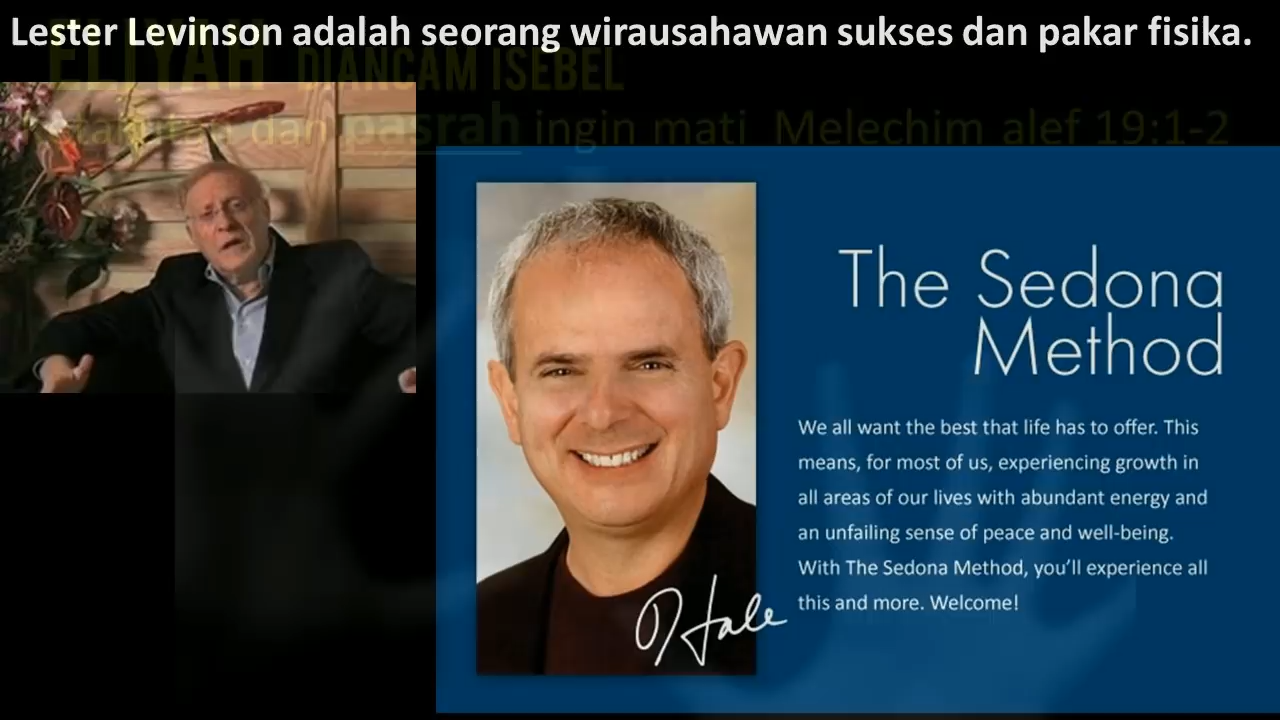 Lester Levinson adalah seorang wirausahawan sukses dan pakar fisika.
ELIYAH DIANCAM ISEBEL
dan pasrah ingin mati Melechim alef 19:1-2
The Sedona
Method
We all want the best that life has to offer. This
means, for most of us, experiencing growth in
all areas of our lives with abundant energy and
an unfailing sense of peace and well-being.
With The Sedona Method, you'll experience all
this and more. Welcome!
Hale